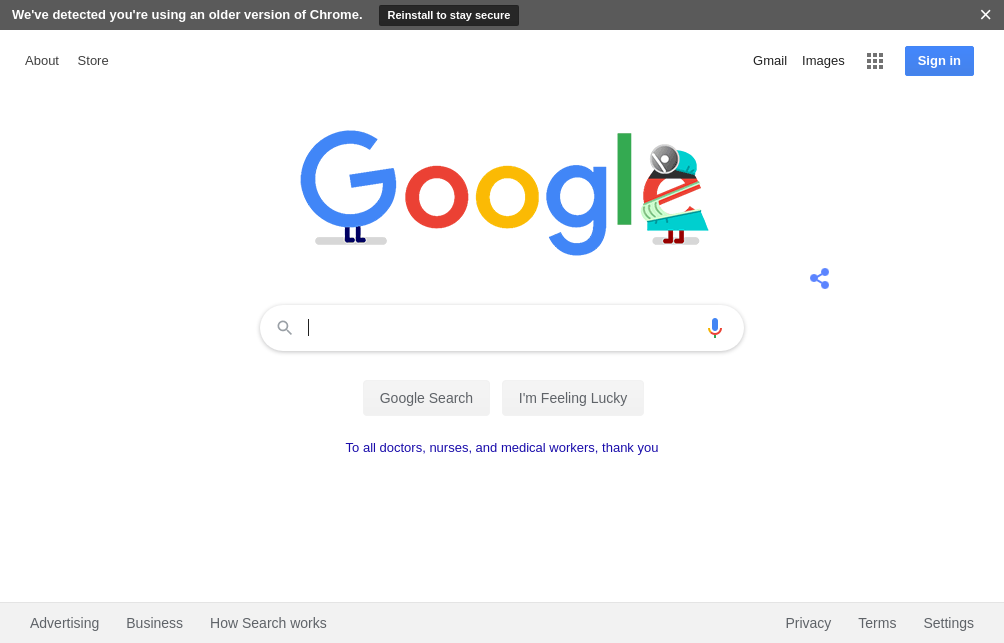 We've detected you're using an older version of Chrome. Reinstall to stay secure
About Store Gmail Images Sign in
Google
Google Search I'm Feeling Lucky
To all doctors, nurses, and medical workers, thank you
Advertising Business How Search works Privacy Terms Settings